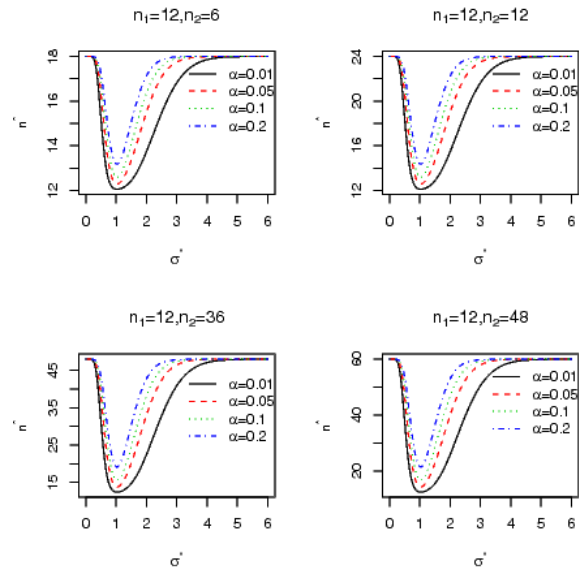 n₁=12,n₂=6
18
16
14
12
n*
α=0.01
α=0.05
α=0.1
α=0.2
0 1 2 3 4 5 6
σ*
n₁=12,n₂=12
24
20
16
12
n*
α=0.01
α=0.05
α=0.1
α=0.2
0 1 2 3 4 5 6
σ*
n₁=12,n₂=36
45
35
25
15
n*
α=0.01
α=0.05
α=0.1
α=0.2
0 1 2 3 4 5 6
σ*
n₁=12,n₂=48
60
40
20
n*
α=0.01
α=0.05
α=0.1
α=0.2
0 1 2 3 4 5 6
σ*